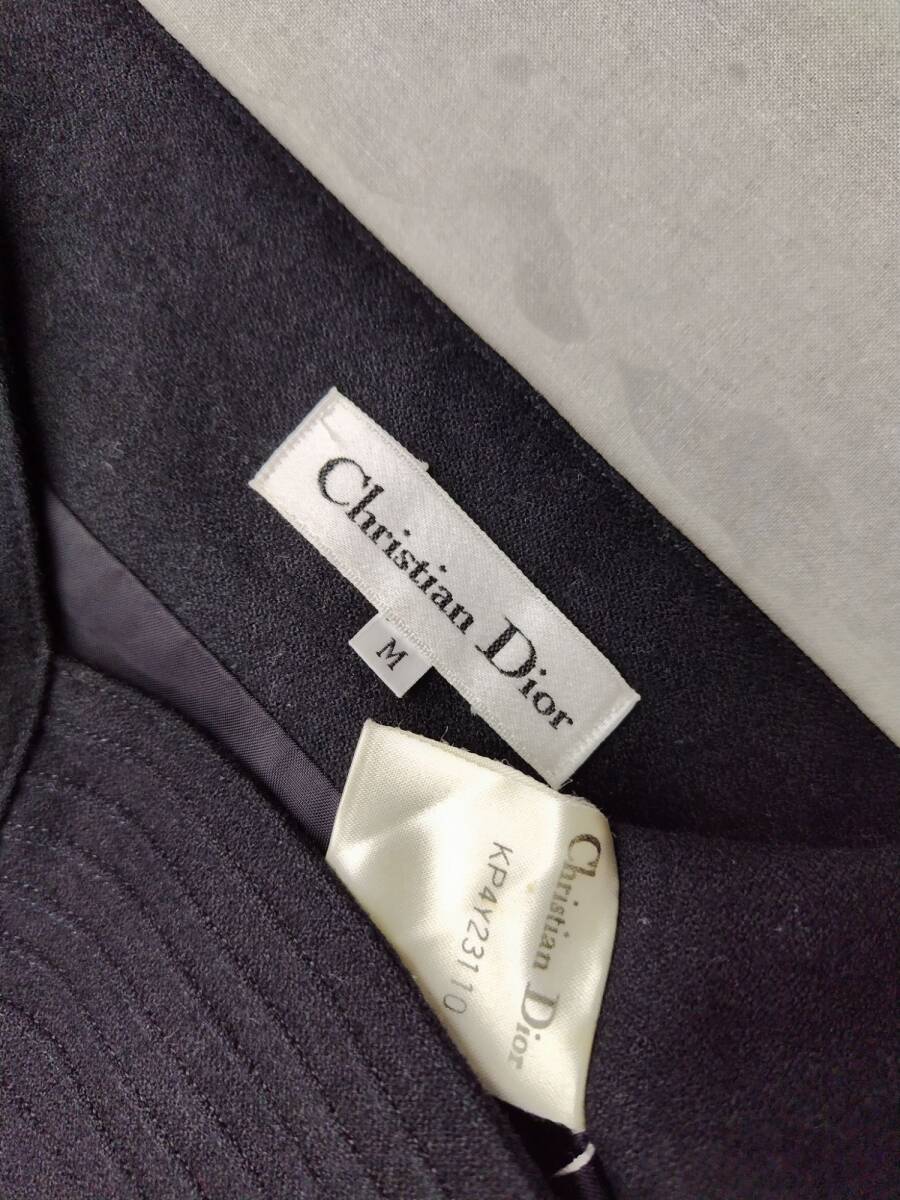 Christian Dior
M
Christian Dior
KP4Y23110